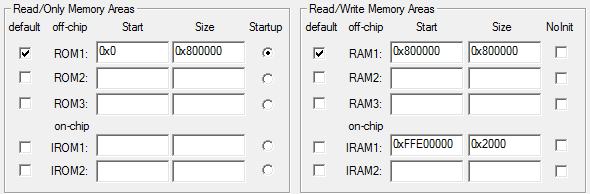 Read/Only Memory Areas
default off-chip Start Size Startup
ROM1: 0x0 0x800000
ROM2:
ROM3:
on-chip
IROM1:
IROM2:
Read/Write Memory Areas
default off-chip Start Size NoInit
RAM1: 0x800000 0x800000
RAM2:
RAM3:
on-chip
IRAM1: 0xFFE00000 0x2000
IRAM2: